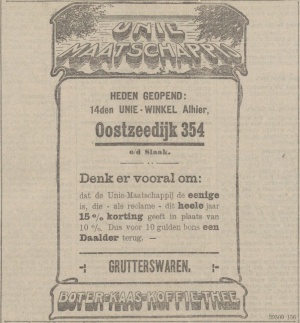 UNIE
MAATSCHAPPIJ
HEDEN GEOPEND:
14den UNIE-WINKEL Alhier,
Oostzeedijk 354
o/d Slaak.
Denk er vooral om:
dat de Unie-Maatschappij de eenige
is, die - als reclame - dit heele jaar
15 % korting geeft in plaats van
10 %. Dus voor 10 gulden bons een
Daalder terug. —
GRUTTERSWAREN.
BOTER-KAAS-KOFFIE-THEE